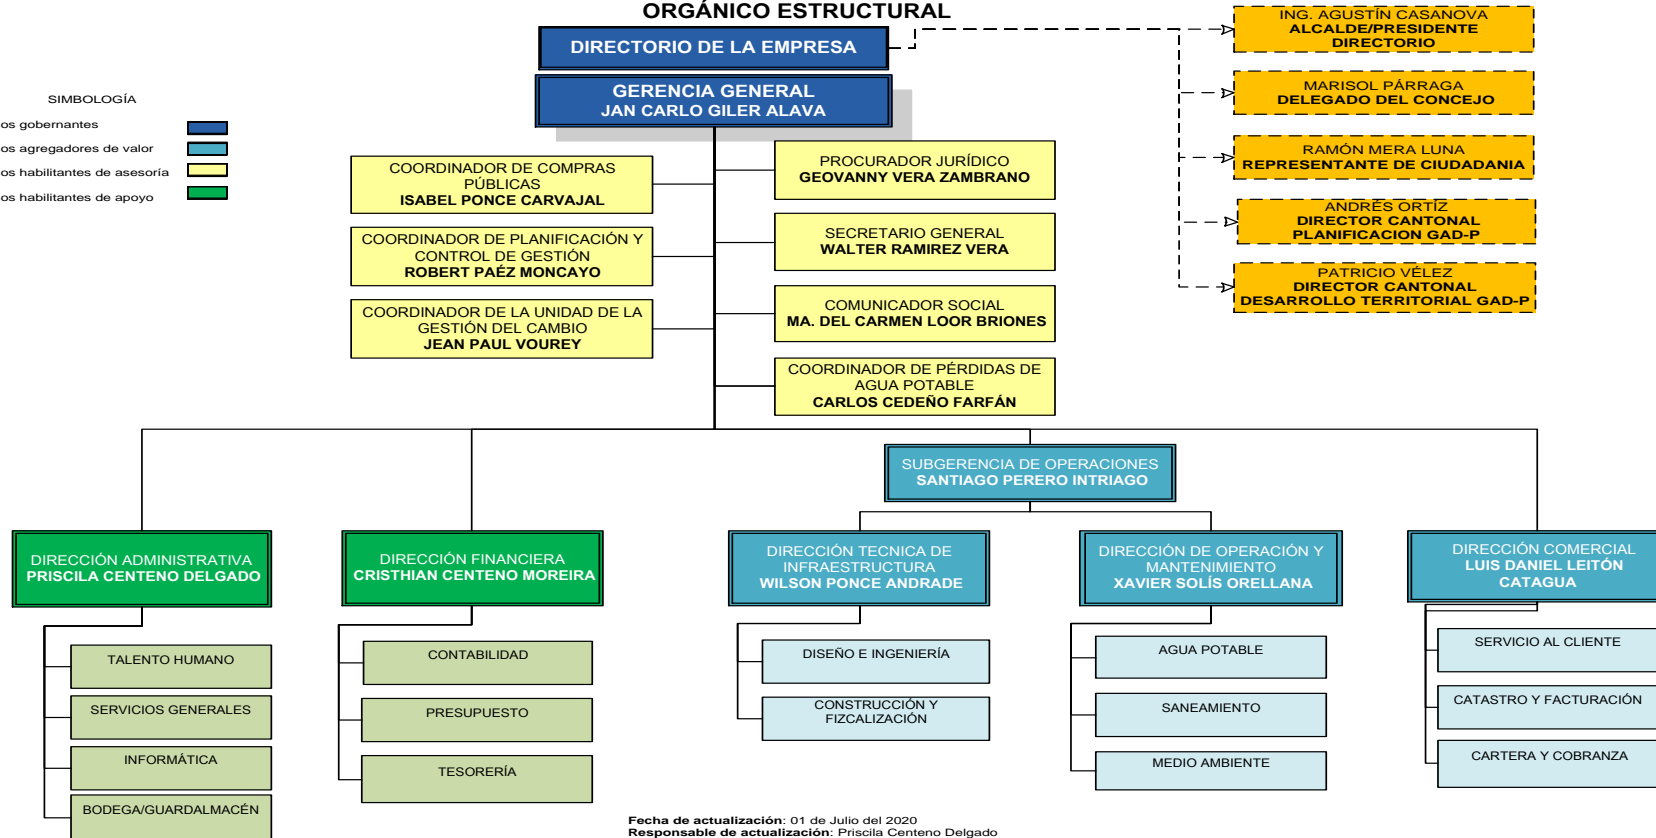 ORGÁNICO ESTRUCTURAL
DIRECTORIO DE LA EMPRESA
GERENCIA GENERAL
JAN CARLO GILER ALAVA
ING. AGUSTÍN CASANOVA
ALCALDE/PRESIDENTE
DIRECTORIO
MARISOL PÁRRAGA
DELEGADO DEL CONCEJO
RAMÓN MERA LUNA
REPRESENTANTE DE CIUDADANIA
ANDRÉS ORTÍZ
DIRECTOR CANTONAL
PLANIFICACION GAD-P
PATRICIO VÉLEZ
DIRECTOR CANTONAL
DESARROLLO TERRITORIAL GAD-P
SIMBOLOGÍA
os gobernantes
os agregadores de valor
os habilitantes de asesoría
os habilitantes de apoyo
COORDINADOR DE COMPRAS
PÚBLICAS
ISABEL PONCE CARVAJAL
COORDINADOR DE PLANIFICACIÓN Y
CONTROL DE GESTIÓN
ROBERT PAÉZ MONCAYO
COORDINADOR DE LA UNIDAD DE LA
GESTIÓN DEL CAMBIO
JEAN PAUL VOUREY
PROCURADOR JURÍDICO
GEOVANNY VERA ZAMBRANO
SECRETARIO GENERAL
WALTER RAMIREZ VERA
COMUNICADOR SOCIAL
MA. DEL CARMEN LOOR BRIONES
COORDINADOR DE PÉRDIDAS DE
AGUA POTABLE
CARLOS CEDEÑO FARFÁN
SUBGERENCIA DE OPERACIONES
SANTIAGO PERERO INTRIAGO
DIRECCIÓN ADMINISTRATIVA
PRISCILA CENTENO DELGADO
TALENTO HUMANO
SERVICIOS GENERALES
INFORMÁTICA
BODEGA/GUARDALMACÉN
DIRECCIÓN FINANCIERA
CRISTHIAN CENTENO MOREIRA
CONTABILIDAD
PRESUPUESTO
TESORERÍA
DIRECCIÓN TECNICA DE
INFRAESTRUCTURA
WILSON PONCE ANDRADE
DISEÑO E INGENIERÍA
CONSTRUCCIÓN Y
FIZCALIZACIÓN
DIRECCIÓN DE OPERACIÓN Y
MANTENIMIENTO
XAVIER SOLÍS ORELLANA
AGUA POTABLE
SANEAMIENTO
MEDIO AMBIENTE
DIRECCIÓN COMERCIAL
LUIS DANIEL LEITÓN
CATAGUA
SERVICIO AL CLIENTE
CATASTRO Y FACTURACIÓN
CARTERA Y COBRANZA
Fecha de actualización: 01 de Julio del 2020
Responsable de actualización: Priscila Centeno Delgado